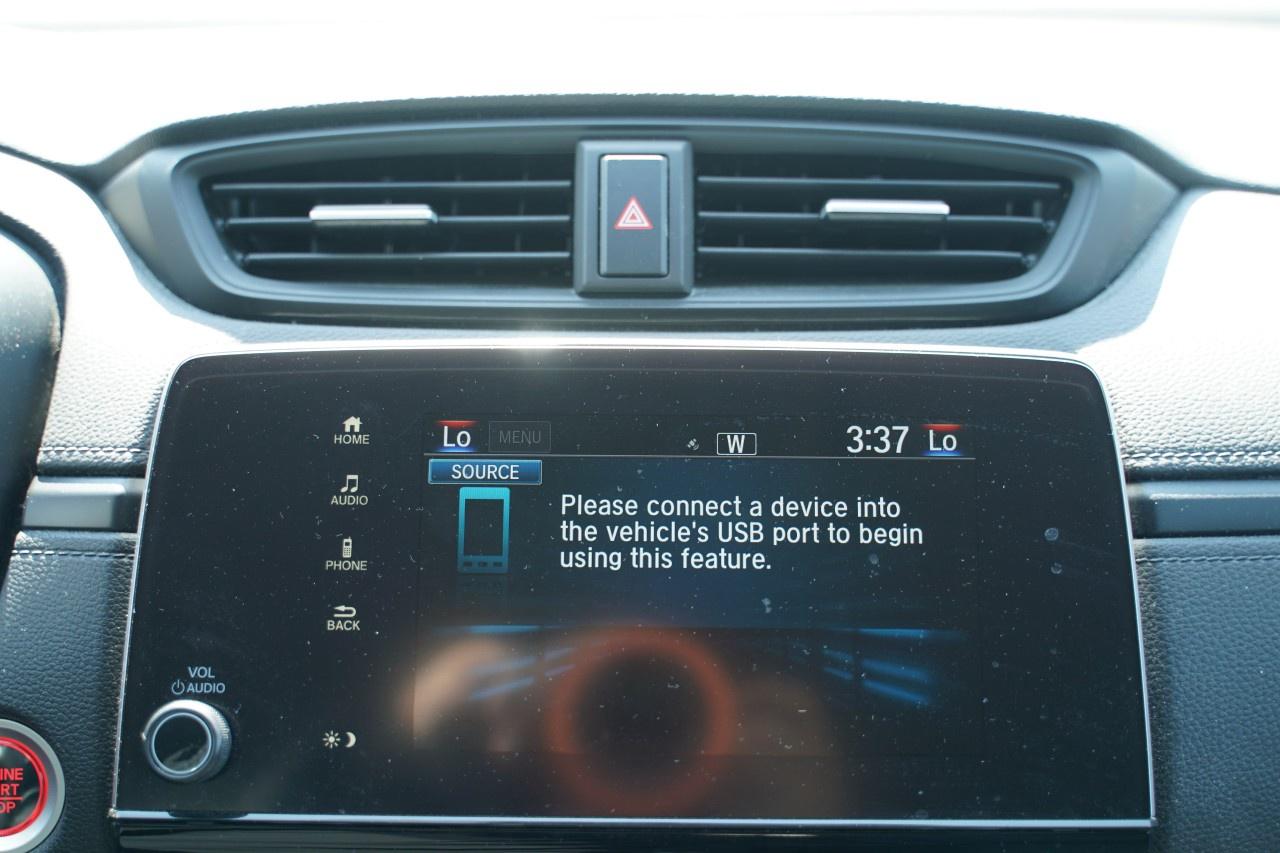 HOME
Lo MENU W 3:37 Lo
SOURCE
AUDIO
Please connect a device into
the vehicle's USB port to begin
using this feature.
PHONE
BACK
VOL
AUDIO